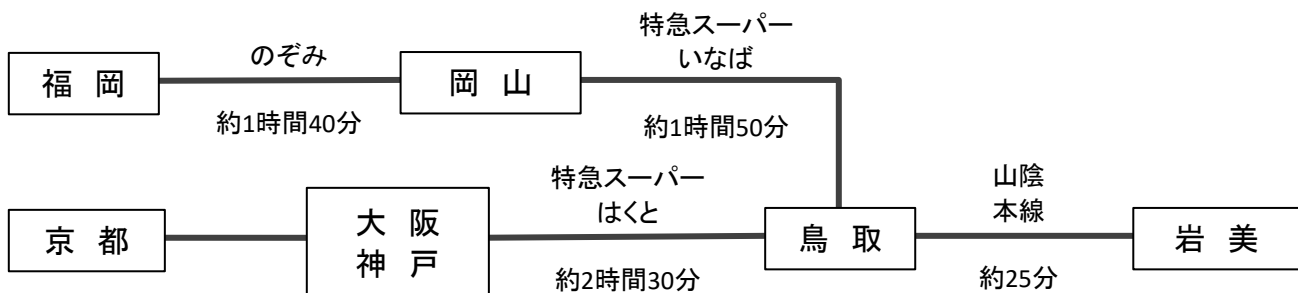 福 岡
のぞみ
約1時間40分
岡 山
特急スーパー
いなば
約1時間50分
京 都
大 阪
神 戸
特急スーパー
はくと
約2時間30分
鳥 取
山陰
本線
約25分
岩 美